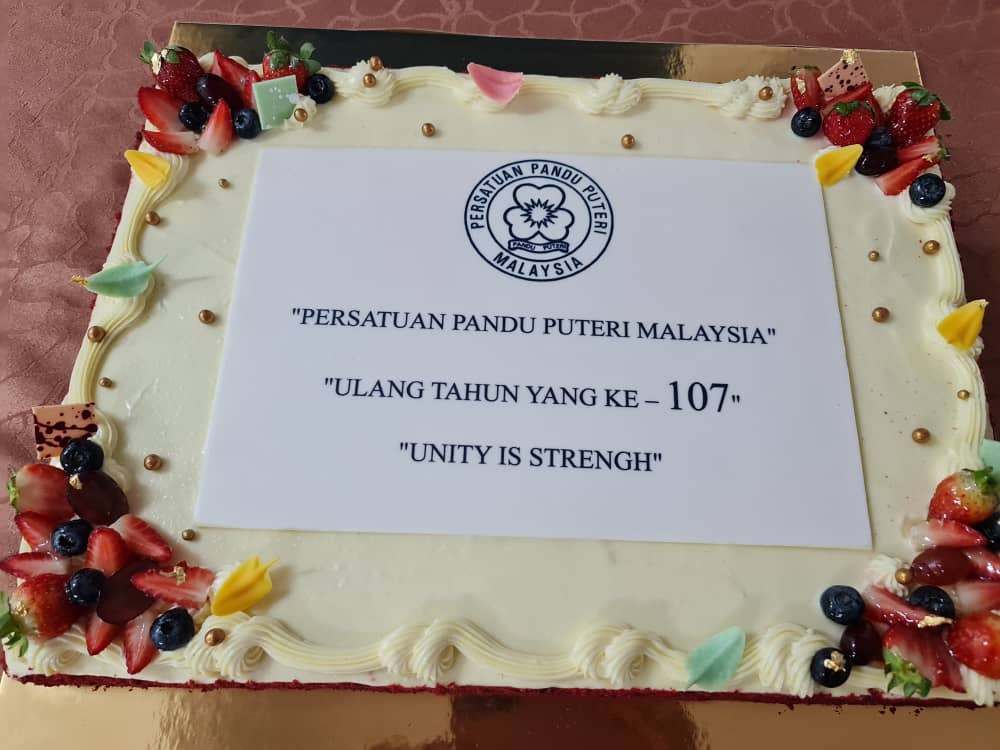 PERSATUAN PANDU PUTERI
PANDU PUTERI
MALAYSIA
"PERSATUAN PANDU PUTERI MALAYSIA"
"ULANG TAHUN YANG KE – 107"
"UNITY IS STRENGH"